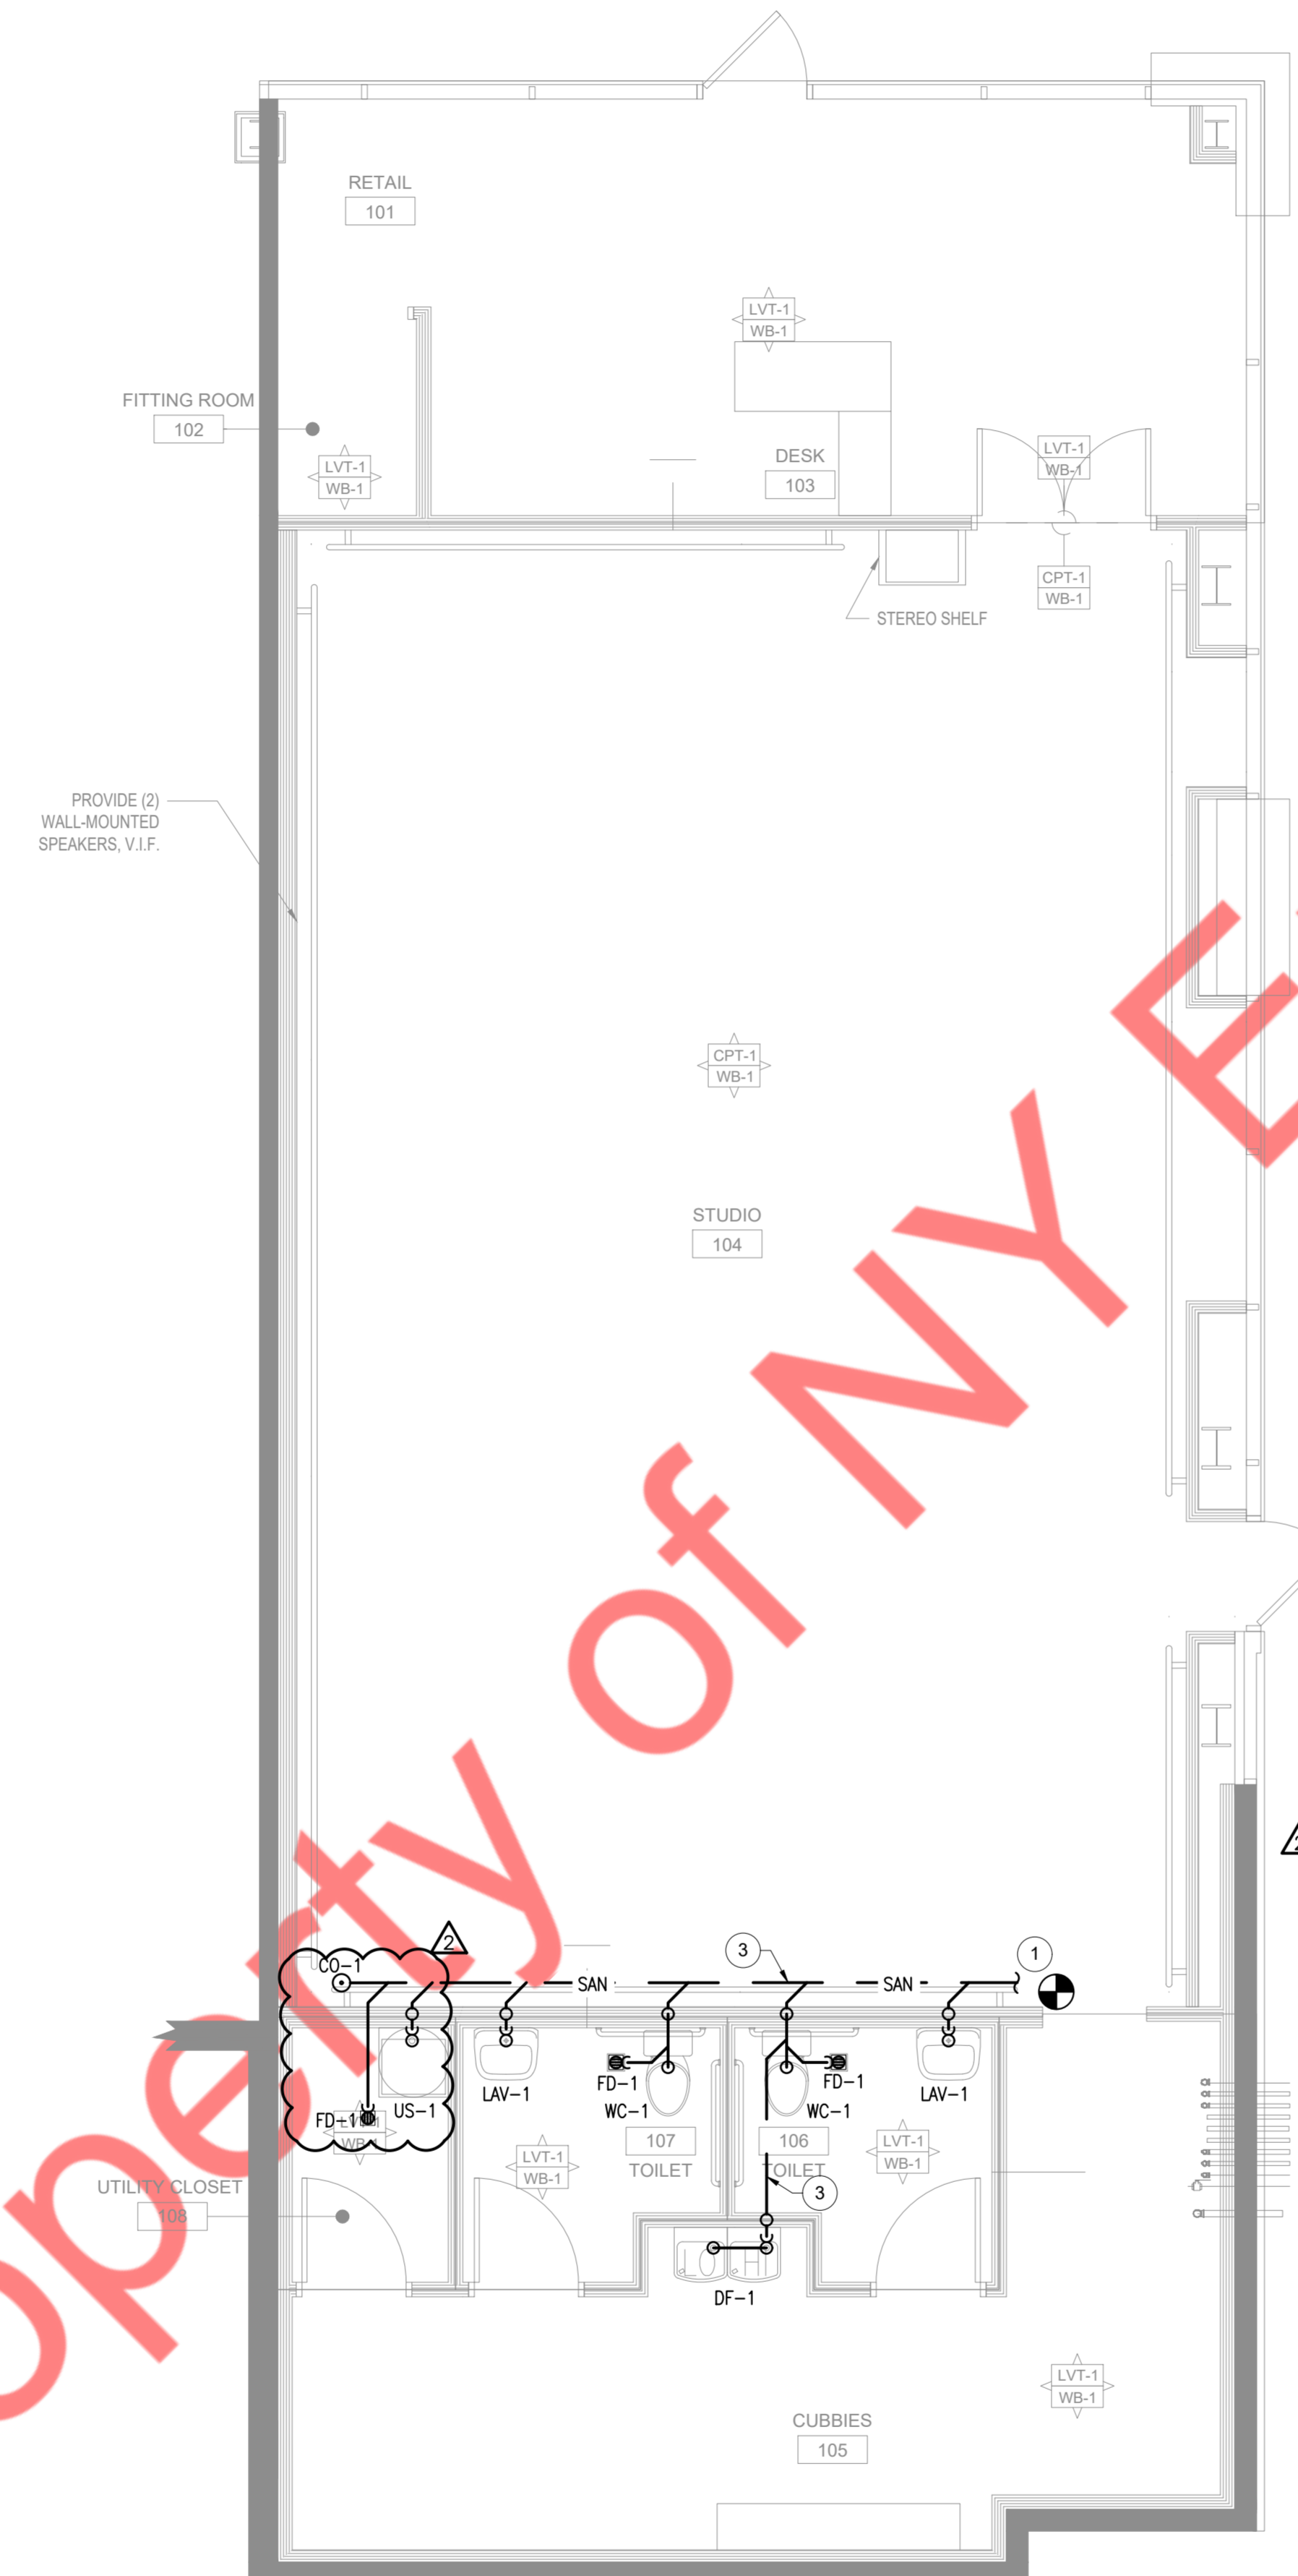 RETAIL
101
LVT-1
WB-1
FITTING ROOM
102
LVT-1
WB-1
DESK
103
LVT-1
WB-1
CPT-1
WB-1
STEREO SHELF
PROVIDE (2)
WALL-MOUNTED
SPEAKERS, V.I.F.
CPT-1
WB-1
STUDIO
104
2
2
CO-1
SAN
3
SAN
1
FD-1
US-1
LAV-1
FD-1
WC-1
FD-1
WC-1
LAV-1
WB-1
LVT-1
WB-1
107
TOILET
106
TOILET
LVT-1
WB-1
3
UTILITY CLOSET
108
DF-1
LVT-1
WB-1
CUBBIES
105
operty of NY E